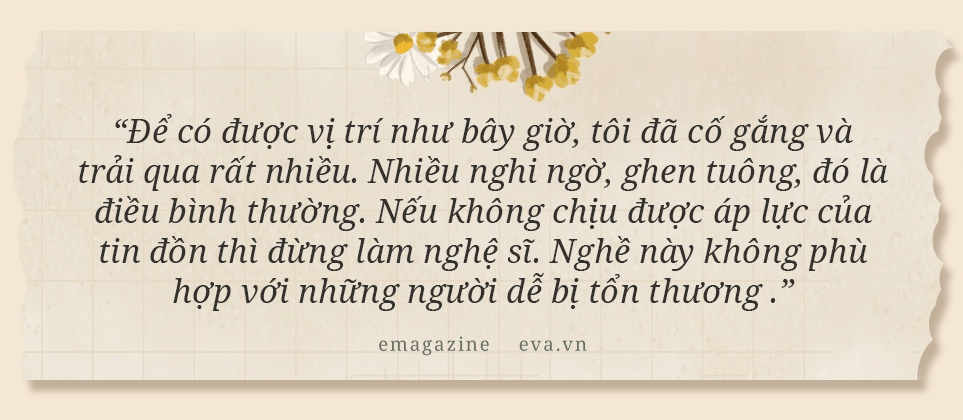 “Để có được vị trí như bây giờ, tôi đã cố gắng và
trải qua rất nhiều. Nhiều nghi ngờ, ghen tuông, đó là
điều bình thường. Nếu không chịu được áp lực của
tin đồn thì đừng làm nghệ sĩ. Nghề này không phù
hợp với những người dễ bị tổn thương .”
emagazine eva.vn